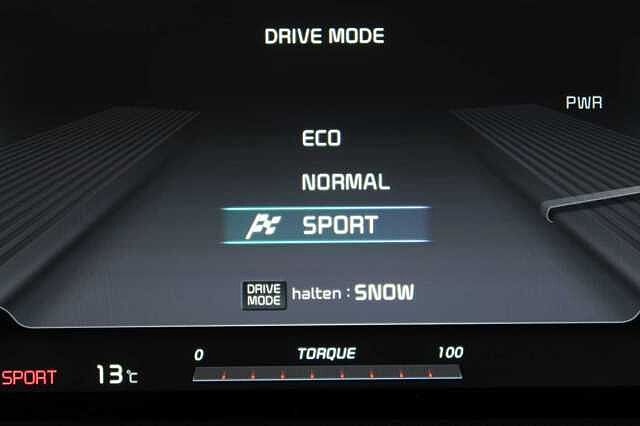 DRIVE MODE
PWR
ECO
NORMAL
SPORT
DRIVE MODE halten : SNOW
0 TORQUE 100
SPORT 13°C